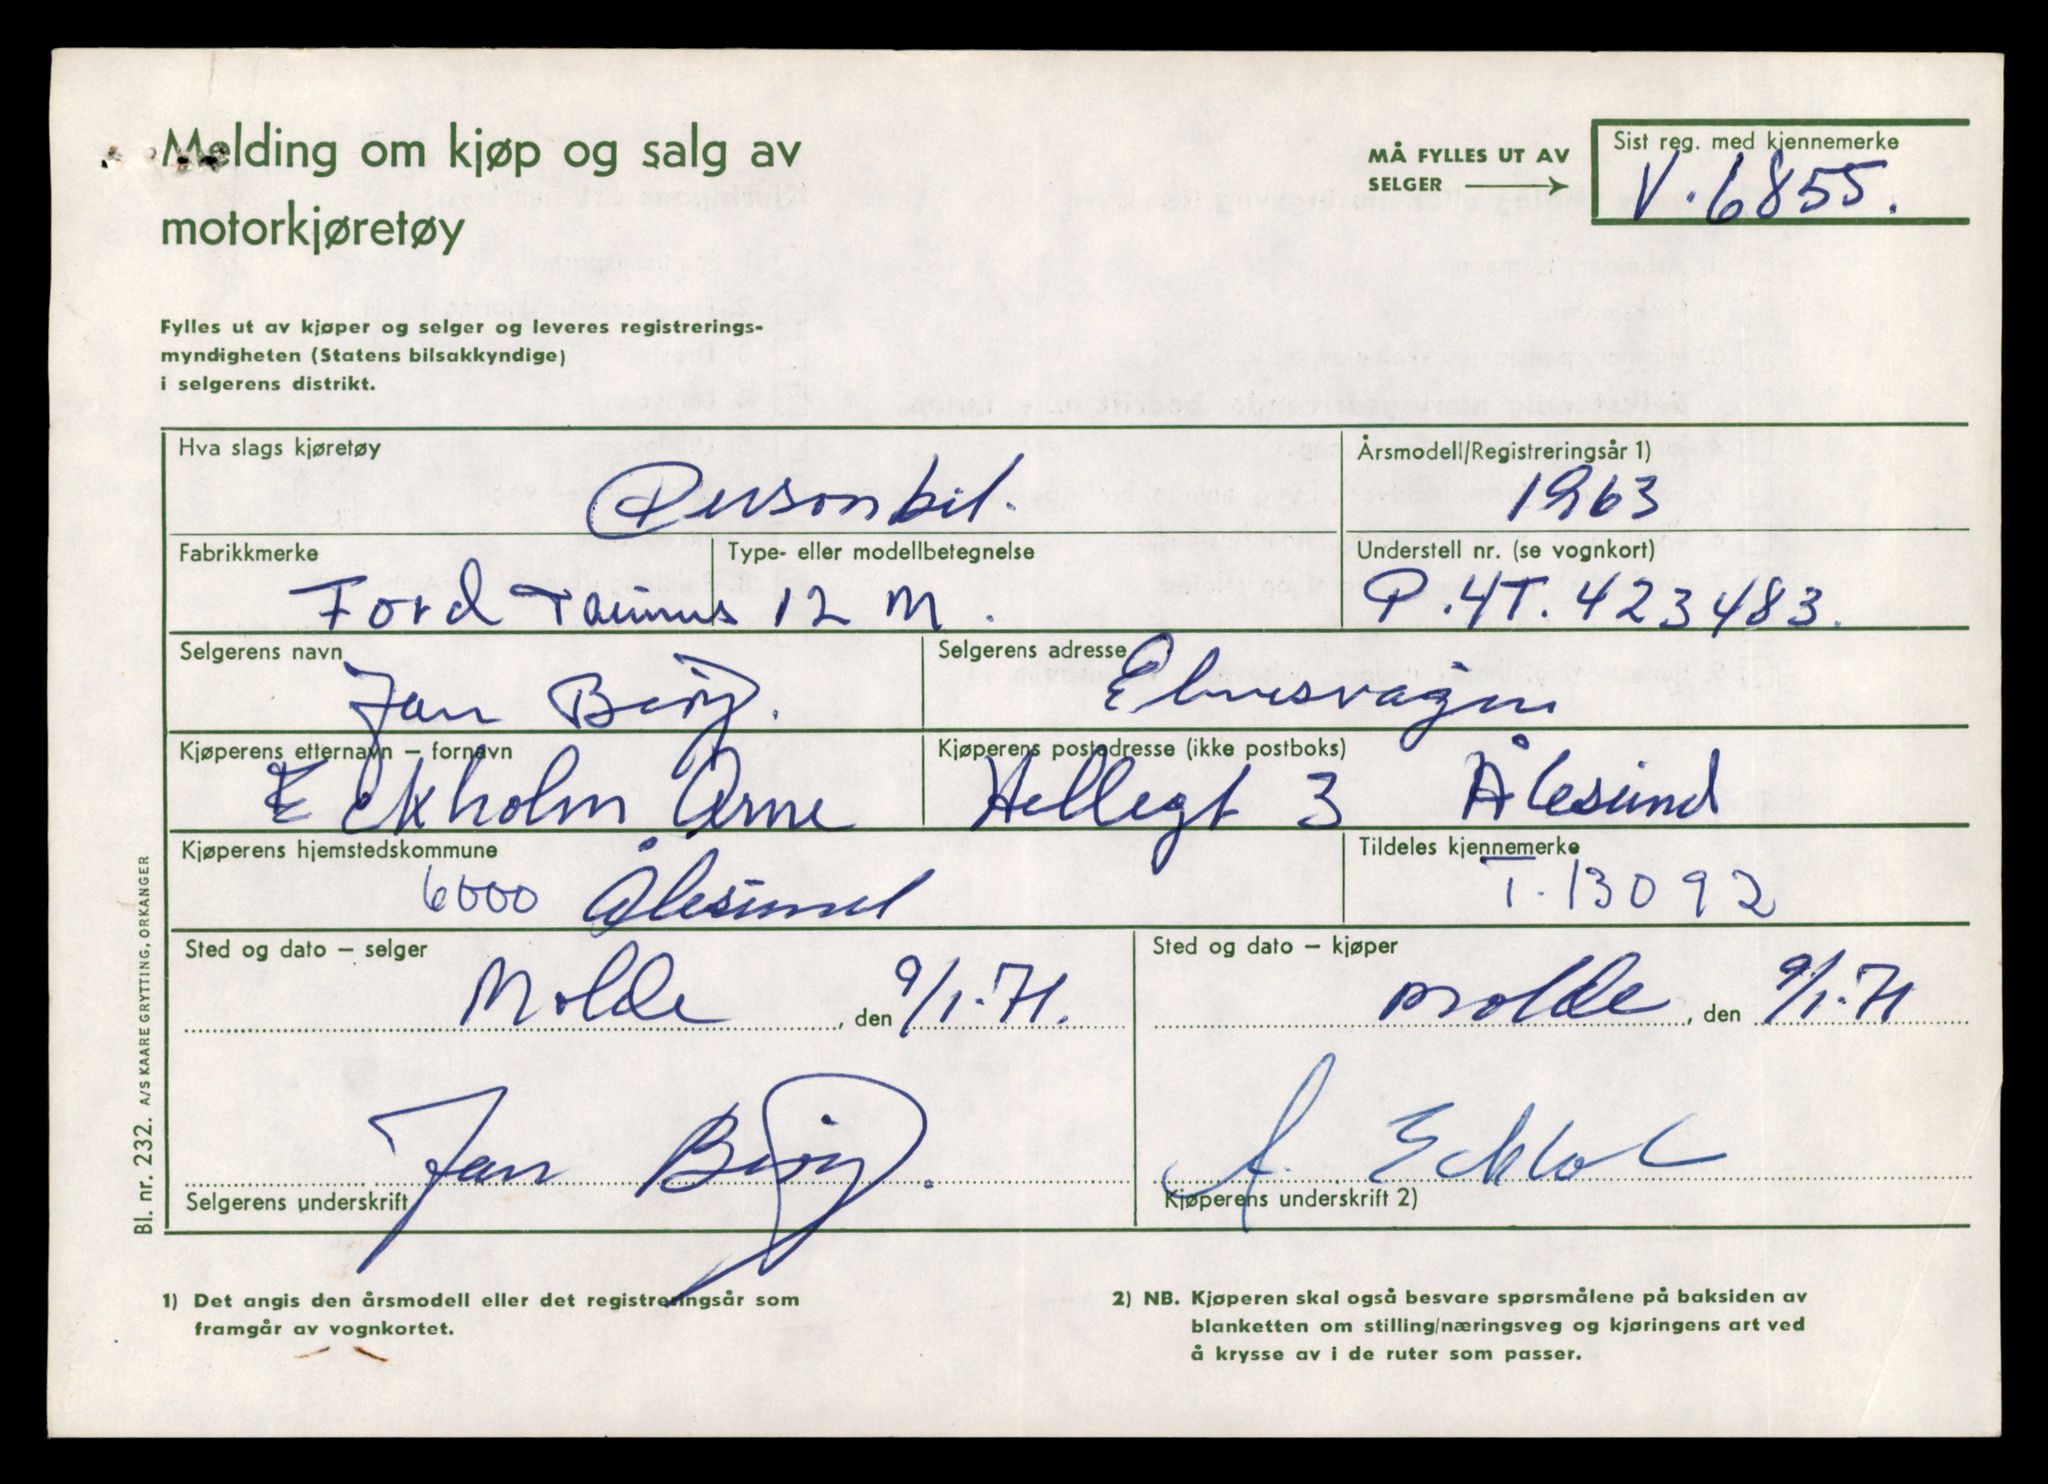 Melding om kjøp og salg av
motorkjøretøy
MÅ FYLLES UT AV
SELGER
Sist reg. med kjennemerke
V.6855.
Fylles ut av kjøper og selger og leveres registrerings-
myndigheten (Statens bilsakkyndige)
i selgerens distrikt.
Hva slags kjøretøy
Personbil.
Årsmodell/Registreringsår 1)
1963
Fabrikkmerke
Type- eller modellbetegnelse
Ford Taunus 12 M.
Understell nr. (se vognkort)
P.4T.423483.
Selgerens navn
Jan
Selgerens adresse
Elnesvågen
Kjøperens etternavn – fornavn
Eckholm Arne
Kjøperens postadresse (ikke postboks)
Hellegt 3 Ålesund
Kjøperens hjemstedskommune
6000 Ålesund
Tildeles kjennemerke
T.13092
Sted og dato – selger
Molde, den 9/1-71.
Sted og dato – kjøper
Molde, den 9/1-71
Jan
Selgerens underskrift
A. Eckhol
Kjøperens underskrift 2)
Bl. nr. 232. A/S KAARE GRYTTING, ORKANGER
1) Det angis den årsmodell eller det registreringsår som
framgår av vognkortet.
2) NB. Kjøperen skal også besvare spørsmålene på baksiden av
blanketten om stilling/næringsveg og kjøringens art ved
å krysse av i de ruter som passer.